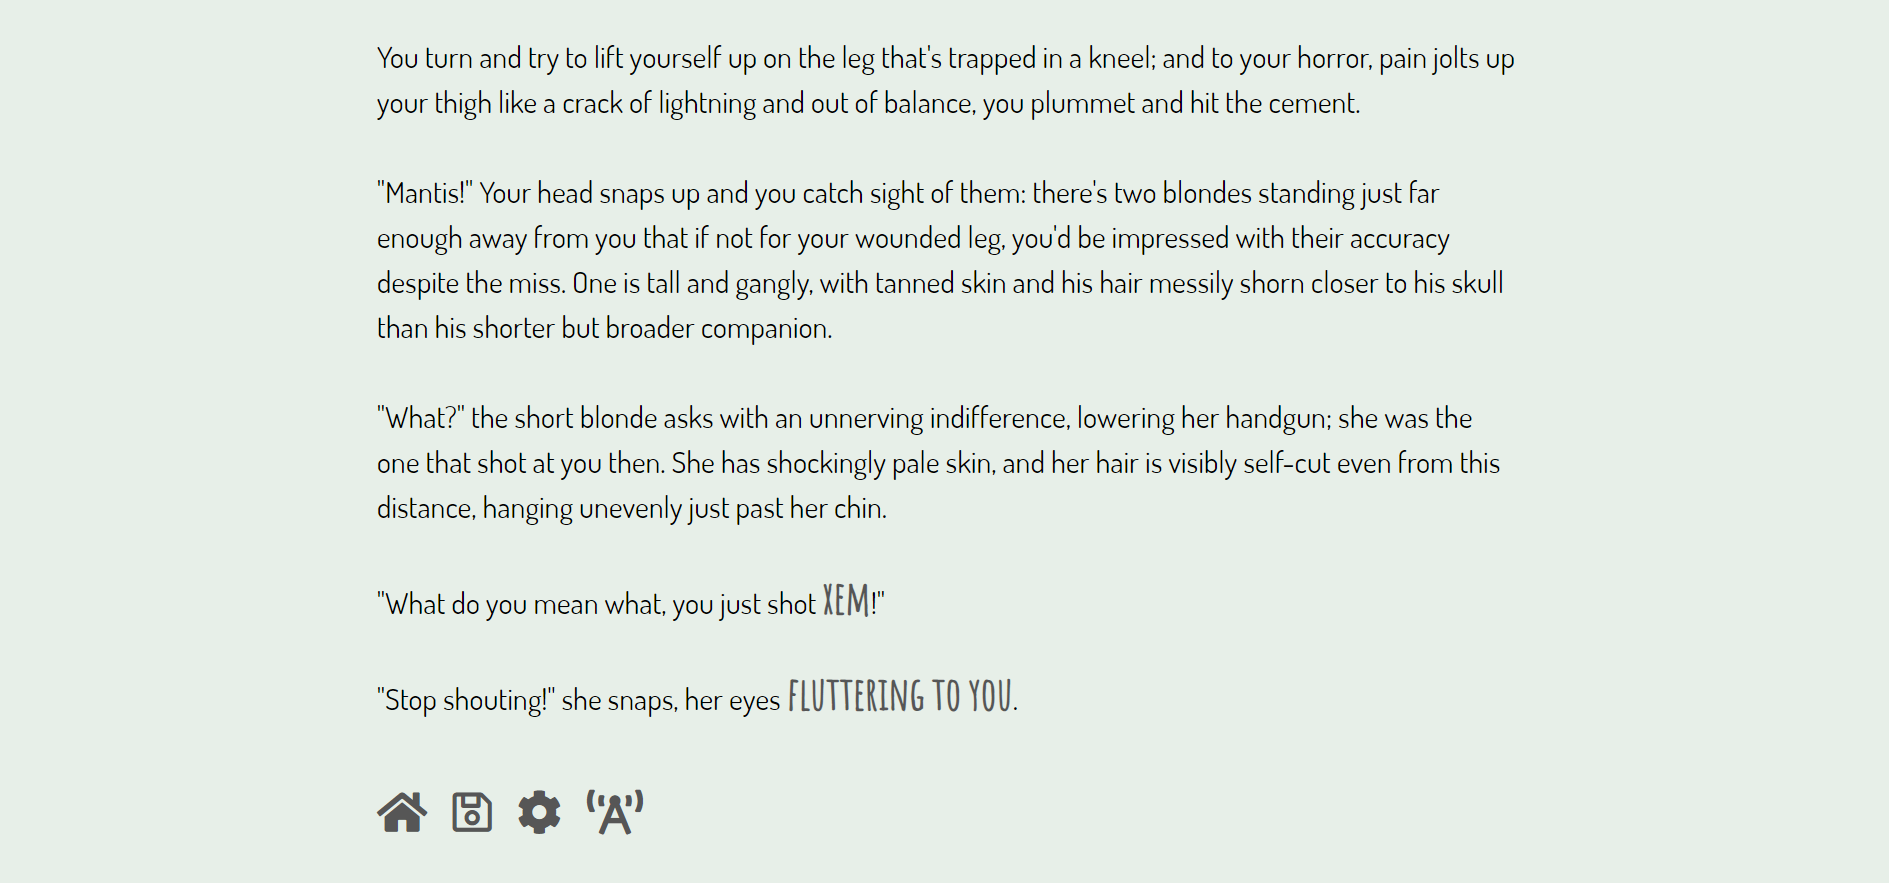 You turn and try to lift yourself up on the leg that's trapped in a kneel; and to your horror, pain jolts up
your thigh like a crack of lightning and out of balance, you plummet and hit the cement.
"Mantis!" Your head snaps up and you catch sight of them: there's two blondes standing just far
enough away from you that if not for your wounded leg, you'd be impressed with their accuracy
despite the miss. One is tall and gangly, with tanned skin and his hair messily shorn closer to his skull
than his shorter but broader companion.
"What?" the short blonde asks with an unnerving indifference, lowering her handgun; she was the
one that shot at you then. She has shockingly pale skin, and her hair is visibly self-cut even from this
distance, hanging unevenly just past her chin.
"What do you mean what, you just shot XEM!"
"Stop shouting!" she snaps, her eyes FLUTTERING TO YOU.